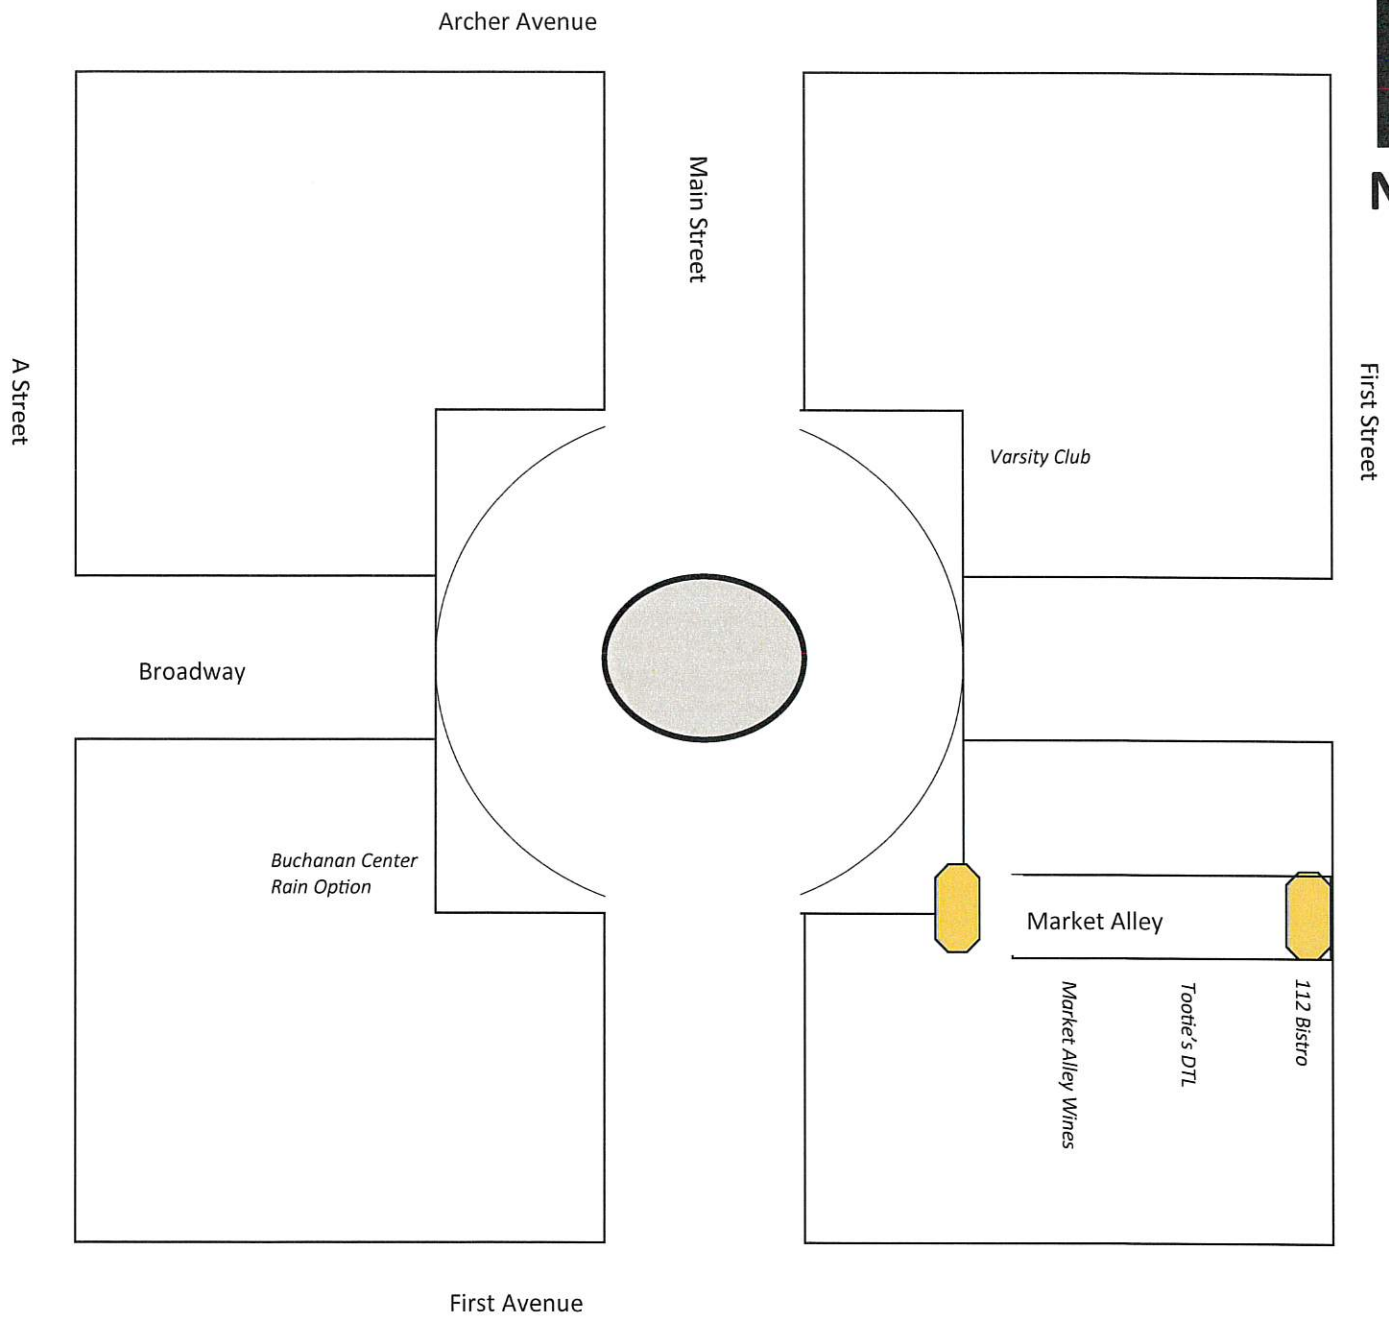 Archer Avenue
Main Street
N
A Street
First Street
Varsity Club
Broadway
Buchanan Center
Rain Option
Market Alley
Market Alley Wines
Tootie's DTL
112 Bistro
First Avenue